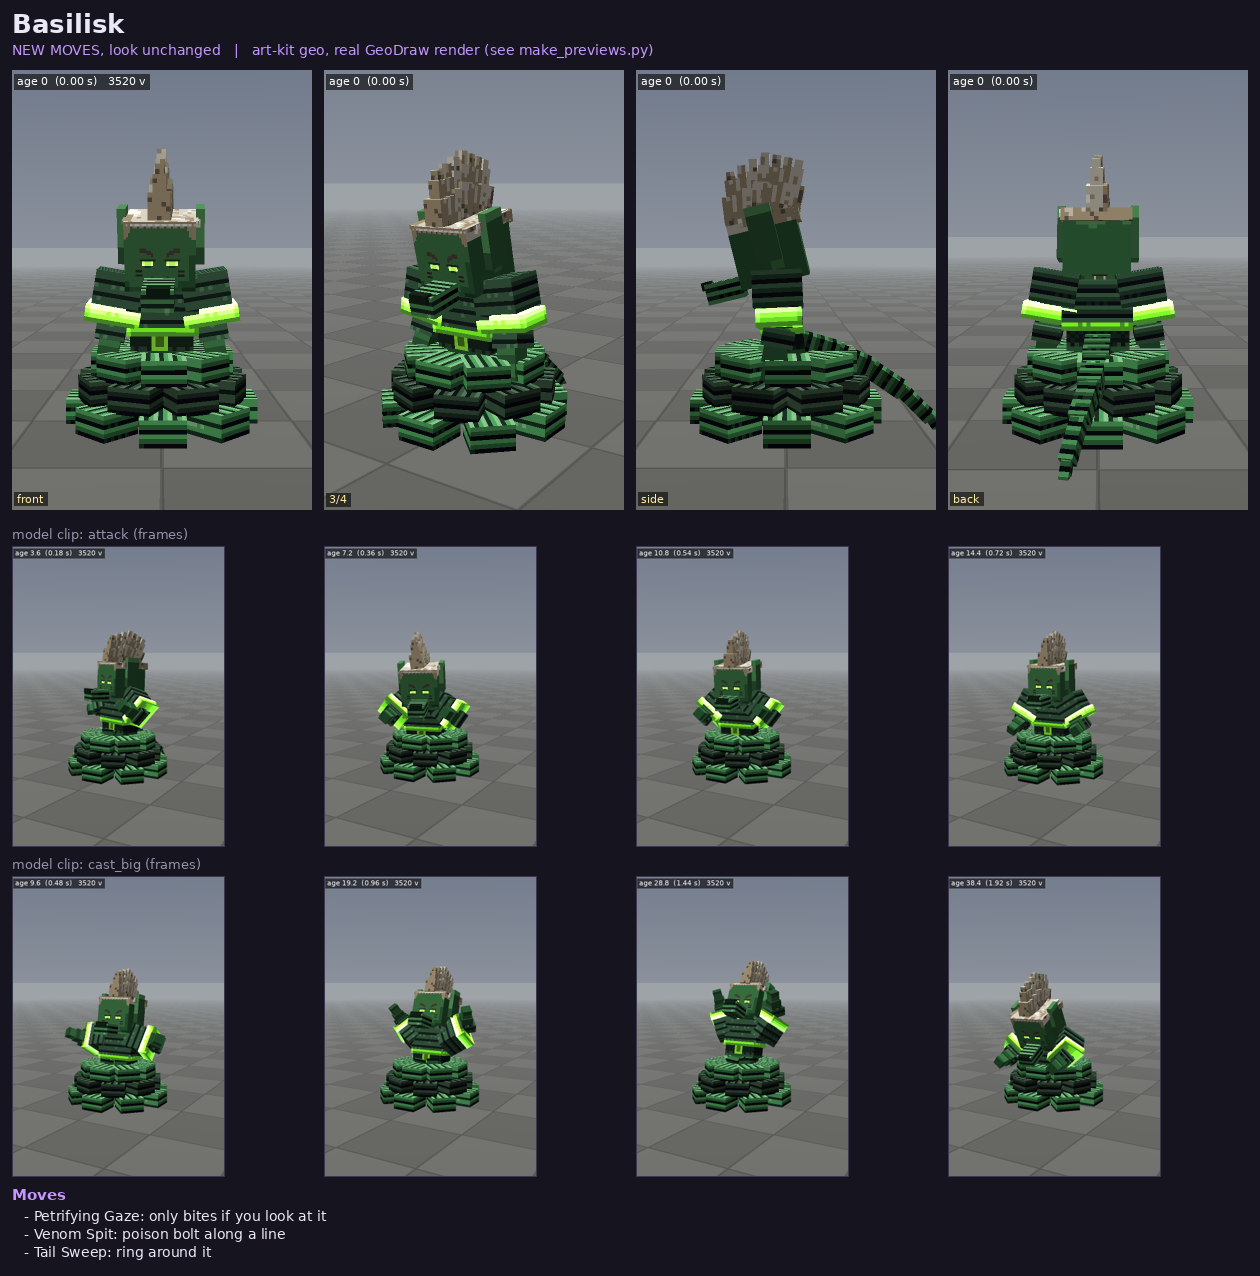 Basilisk
NEW MOVES, look unchanged | art-kit geo, real GeoDraw render (see make_previews.py)
age 0 (0.00 s) 3520 v
age 0 (0.00 s)
age 0 (0.00 s)
age 0 (0.00 s)
front
3/4
side
back
model clip: attack (frames)
age 3.6 (0.18 s) 3520 v
age 7.2 (0.36 s) 3520 v
age 10.8 (0.54 s) 3520 v
age 14.4 (0.72 s) 3520 v
model clip: cast_big (frames)
age 9.6 (0.48 s) 3520 v
age 19.2 (0.96 s) 3520 v
age 28.8 (1.44 s) 3520 v
age 38.4 (1.92 s) 3520 v
Moves
- Petrifying Gaze: only bites if you look at it
- Venom Spit: poison bolt along a line
- Tail Sweep: ring around it